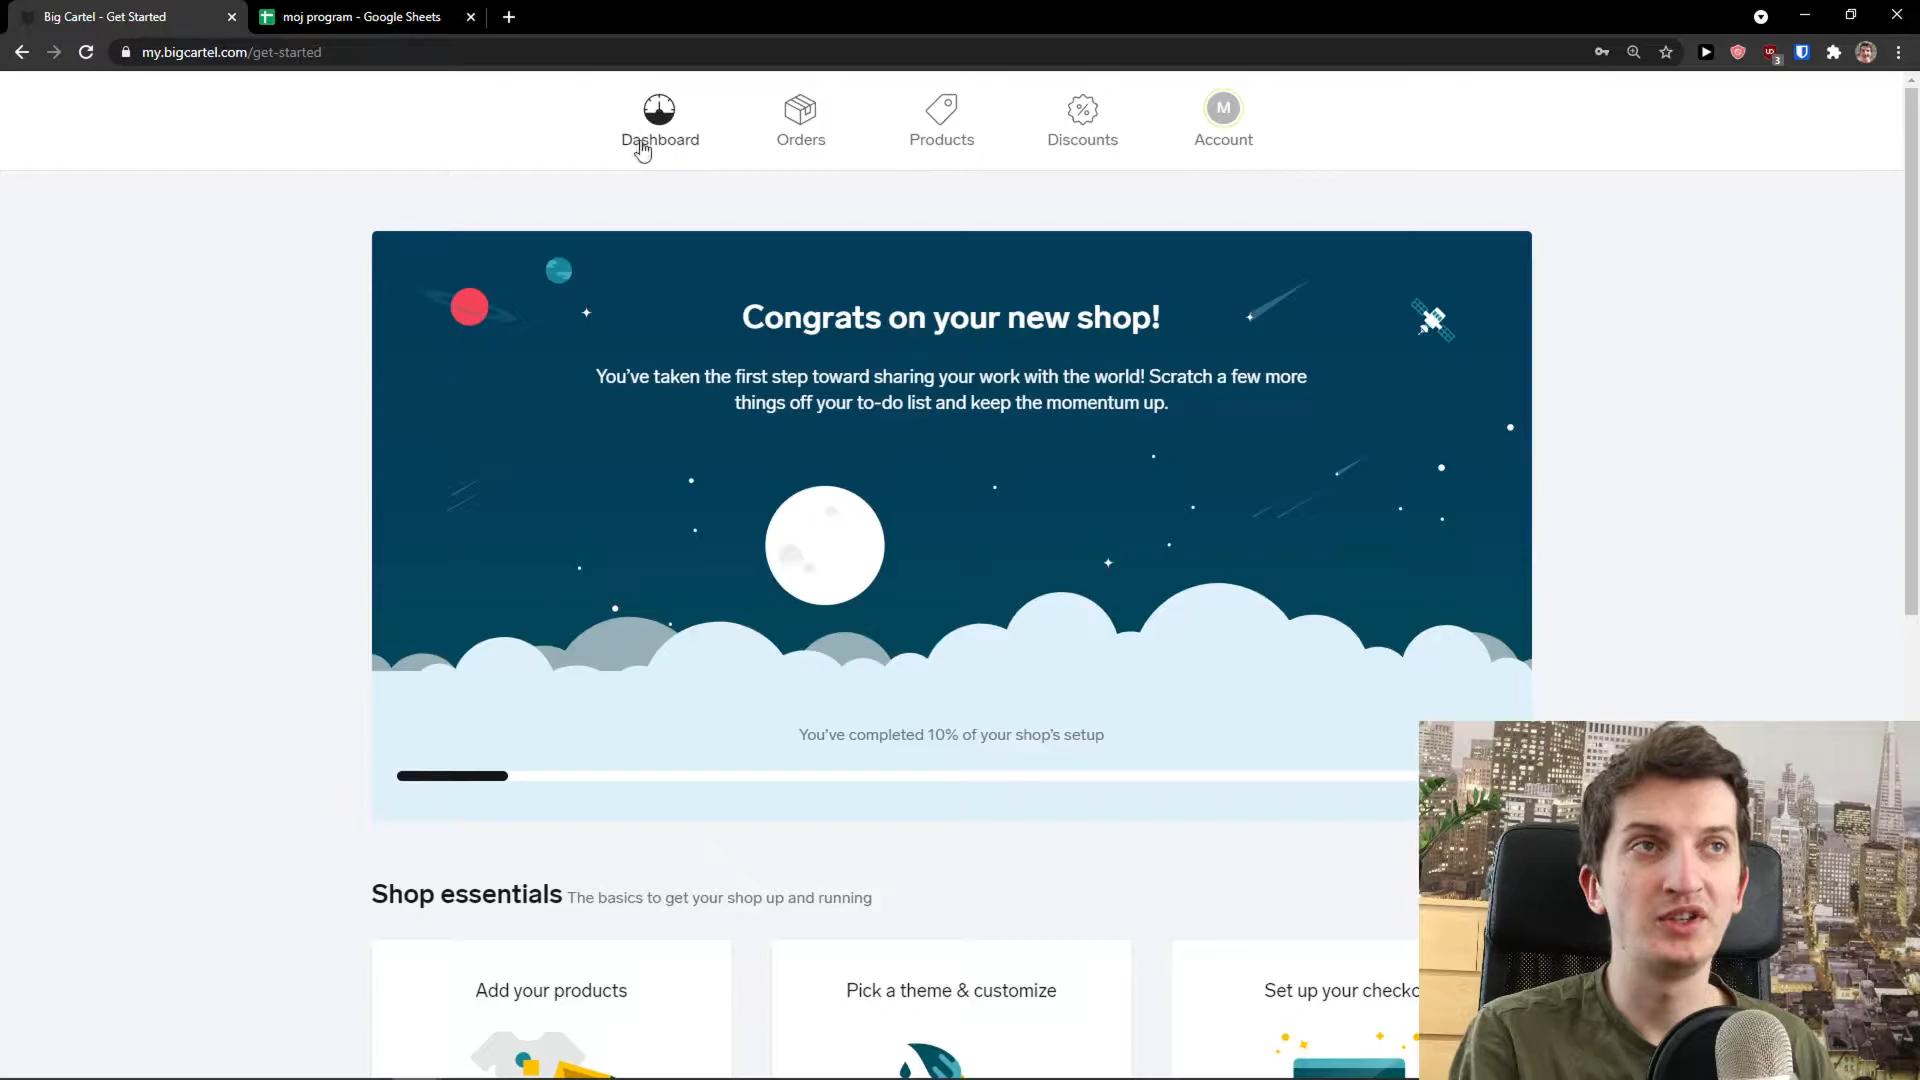 Big Cartel - Get Started
moj program - Google Sheets
my.bigcartel.com/get-started
3
Dashboard
Orders
Products
Discounts
M
Account
Congrats on your new shop!
You've taken the first step toward sharing your work with the world! Scratch a few more
things off your to-do list and keep the momentum up.
You've completed 10% of your shop's setup
Shop essentials The basics to get your shop up and running
Add your products
Pick a theme & customize
Set up your checko